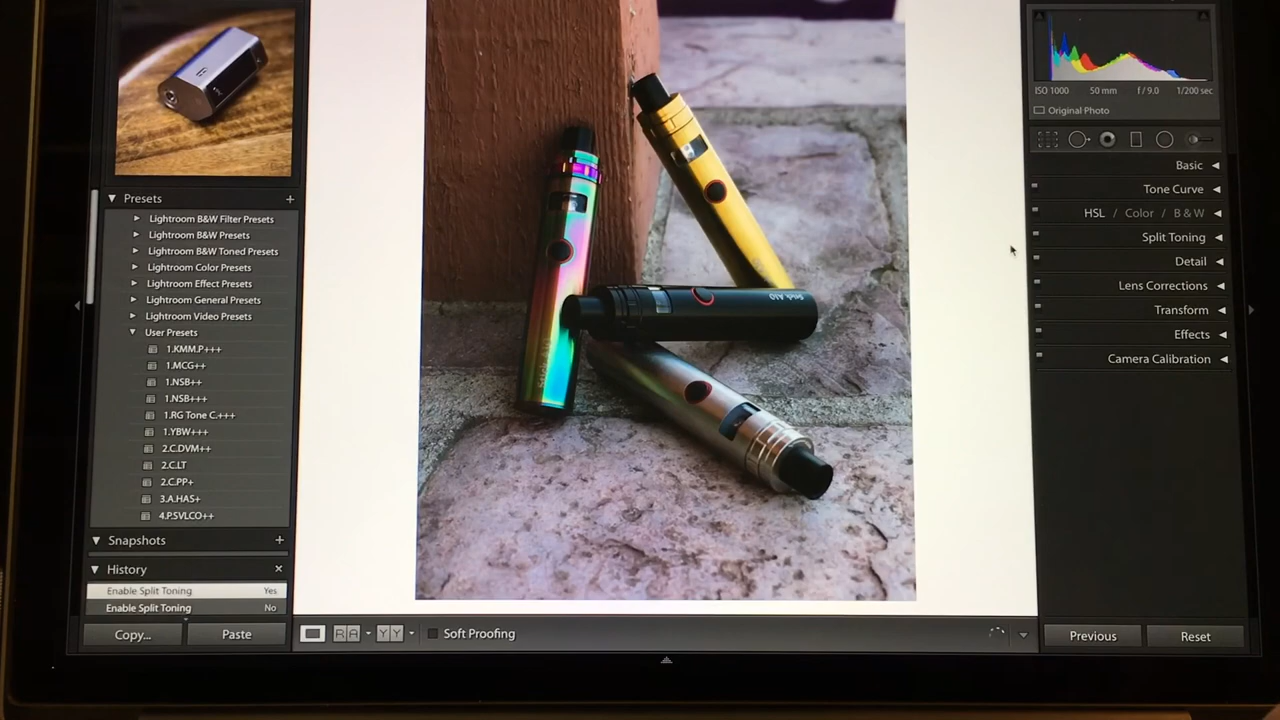 Presets +
Lightroom B&W Filter Presets
Lightroom B&W Presets
Lightroom B&W Toned Presets
Lightroom Color Presets
Lightroom Effect Presets
Lightroom General Presets
Lightroom Video Presets
User Presets
1.KMM.P+++
1.MCG++
1.NSB++
1.NSB+++
1.RG Tone C.+++
1.YBW+++
2.C.DVM++
2.C.LT
2.C.PP+
3.A.HAS+
4.P.SVLCO++
Snapshots +
History ×
Enable Split Toning Yes
Enable Split Toning No
Copy... Paste
Stick A10
R A Y Y Soft Proofing
ISO 1000 50 mm f / 9.0 1/200 sec
Original Photo
Basic
Tone Curve
HSL / Color / B & W
Split Toning
Detail
Lens Corrections
Transform
Effects
Camera Calibration
Previous Reset